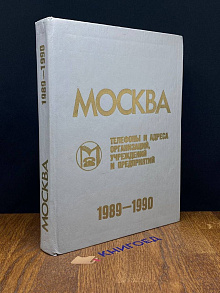 МОСКВА
ТЕЛЕФОНЫ И АДРЕСА
ОРГАНИЗАЦИЙ,
УЧРЕЖДЕНИЙ
И ПРЕДПРИЯТИЙ
1989-1990
МОСКВА
1989-1990
КНИГОЕД